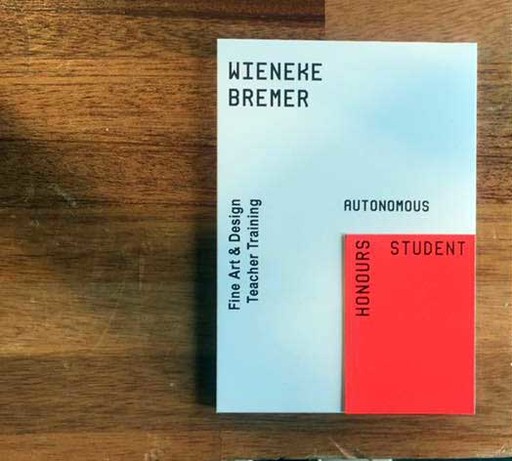 WIENEKE
BREMER
Fine Art & Design
Teacher Training
AUTONOMOUS
HONOURS
STUDENT